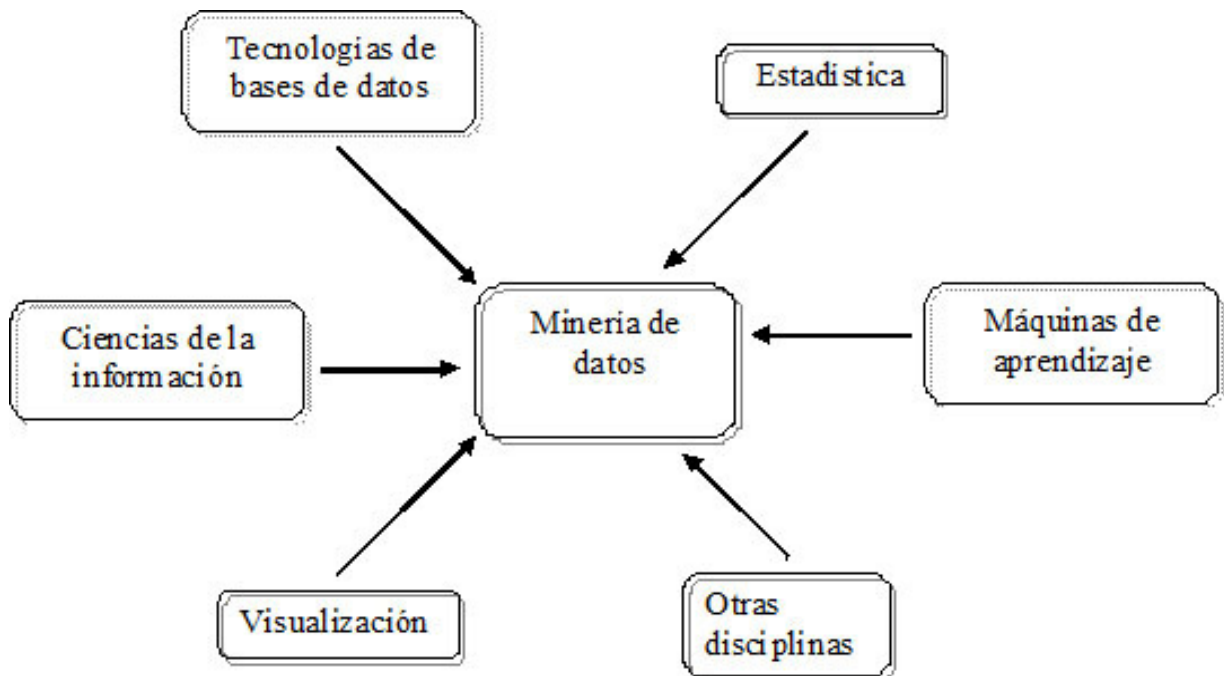 Tecnologias de
bases de datos
Estadistica
Mineria de
datos
Máquinas de
aprendizaje
Ciencias de la
información
Visualización
Otras
disciplinas